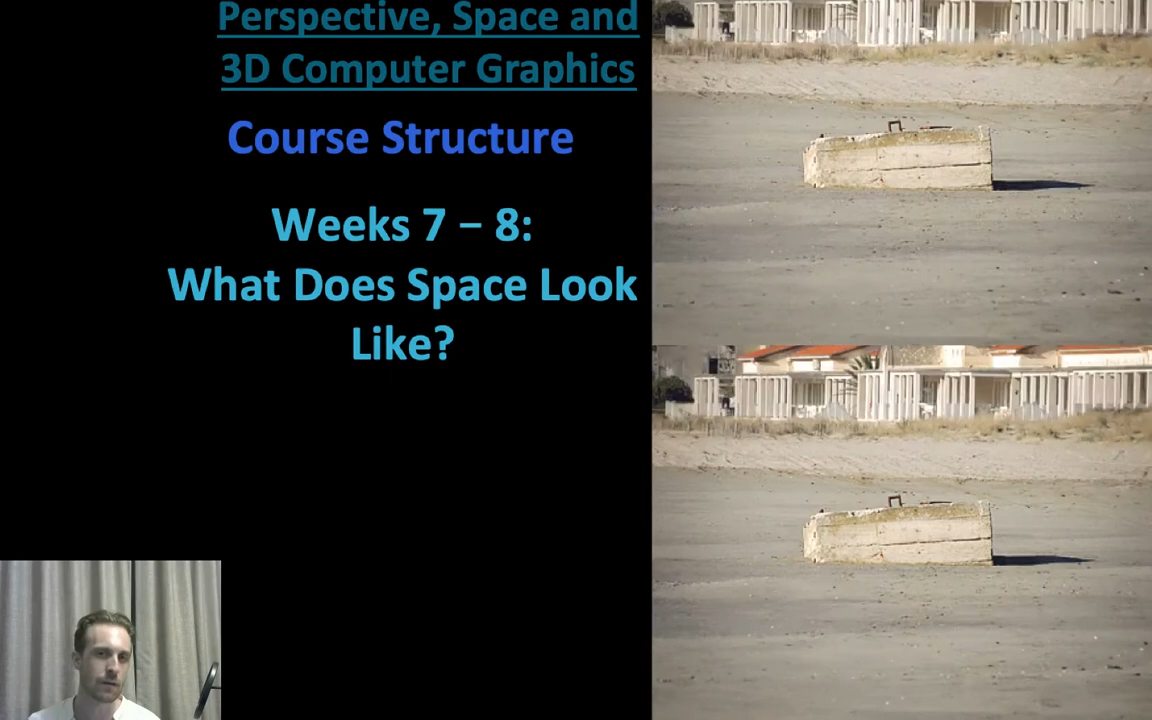 Perspective, Space and
3D Computer Graphics
Course Structure
Weeks 7 – 8:
What Does Space Look
Like?